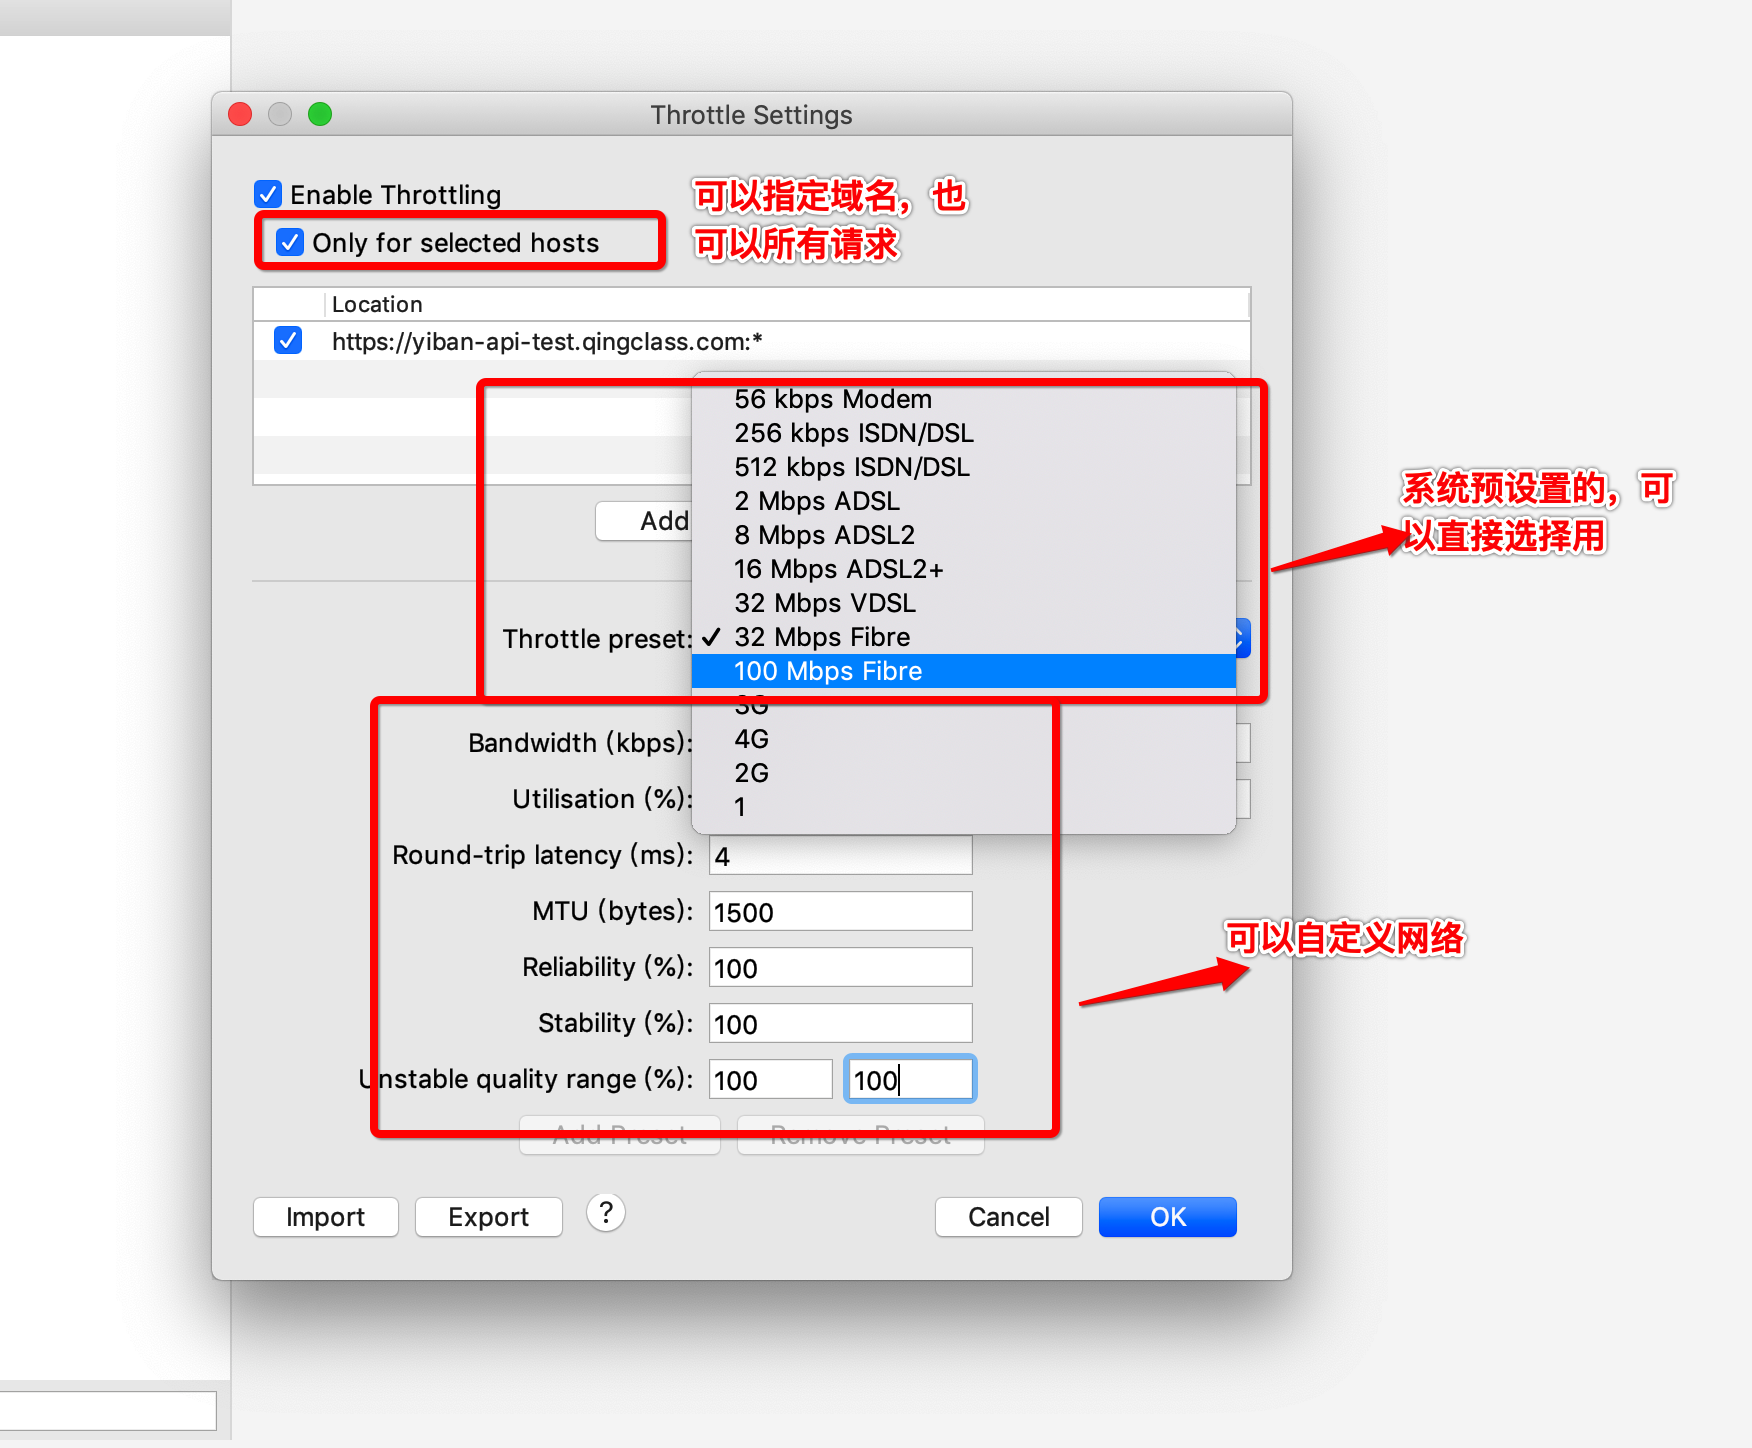 Throttle Settings
Enable Throttling
Only for selected hosts
可以指定域名，也
可以所有请求
Location
https://yiban-api-test.qingclass.com:*
56 kbps Modem
256 kbps ISDN/DSL
512 kbps ISDN/DSL
2 Mbps ADSL
8 Mbps ADSL2
16 Mbps ADSL2+
32 Mbps VDSL
32 Mbps Fibre
100 Mbps Fibre
3G
4G
2G
1
系统预设置的，可
以直接选择用
Add
Throttle preset:
Bandwidth (kbps):
Utilisation (%):
Round-trip latency (ms): 4
MTU (bytes): 1500
Reliability (%): 100
Stability (%): 100
Unstable quality range (%): 100 100
可以自定义网络
Add Preset Remove Preset
Import Export ? Cancel OK